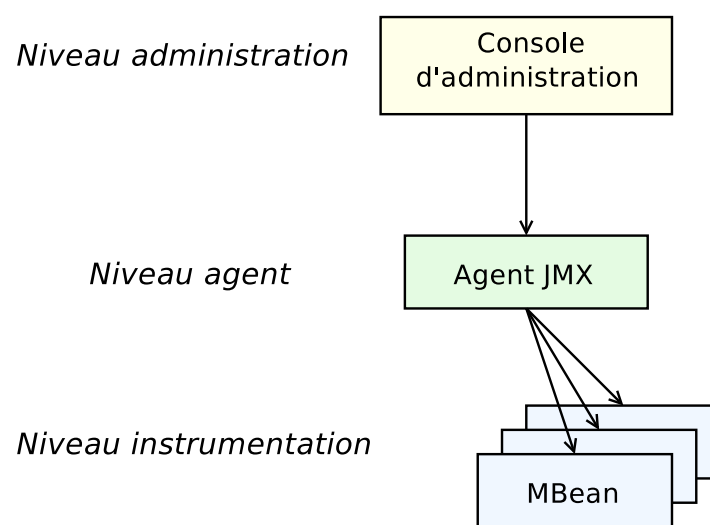 Niveau administration
Console
d'administration
Niveau agent
Agent JMX
Niveau instrumentation
MBean